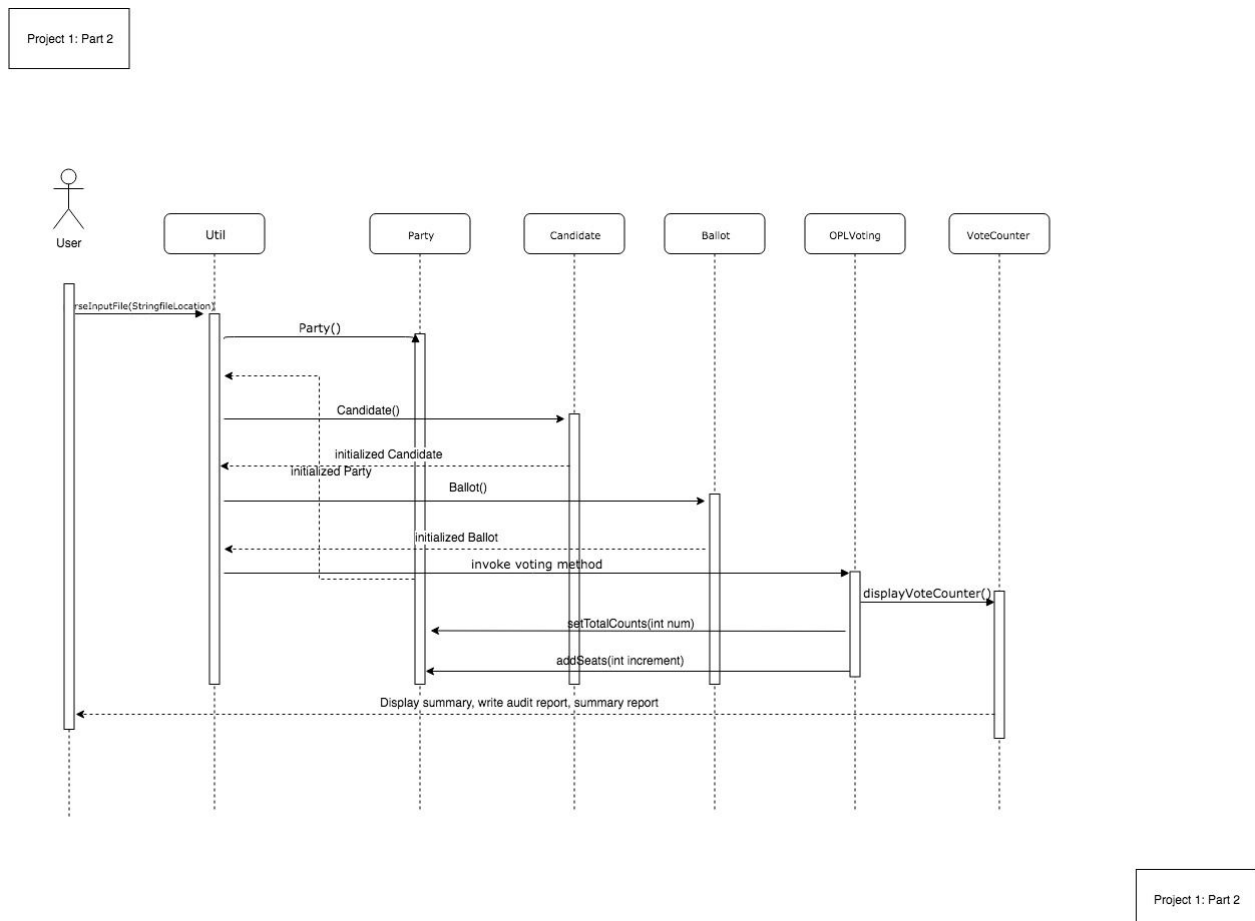 Project 1: Part 2
User
Util
Party
Candidate
Ballot
OPLVoting
VoteCounter
rseInputFile(StringfileLocation)
Party()
Candidate()
initialized Candidate
initialized Party
Ballot()
initialized Ballot
invoke voting method
displayVoteCounter()
setTotalCounts(int num)
addSeats(int increment)
Display summary, write audit report, summary report
Project 1: Part 2